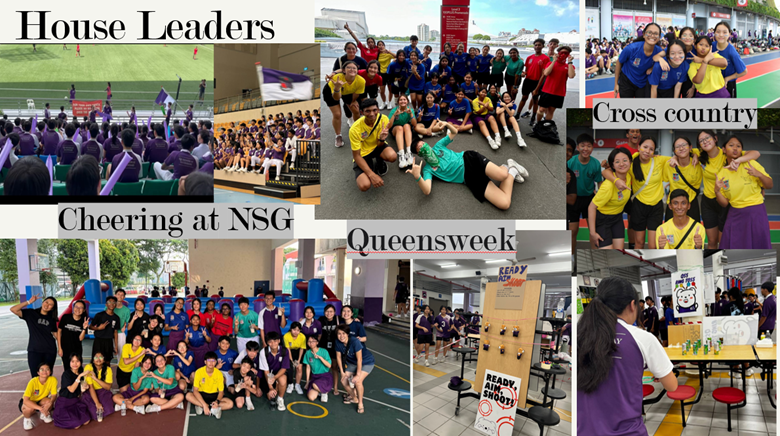 House Leaders
Cross country
Cheering at NSG
Queensweek
READY
AIM
SHOOT!
READY,
AIM,
SHOOT!